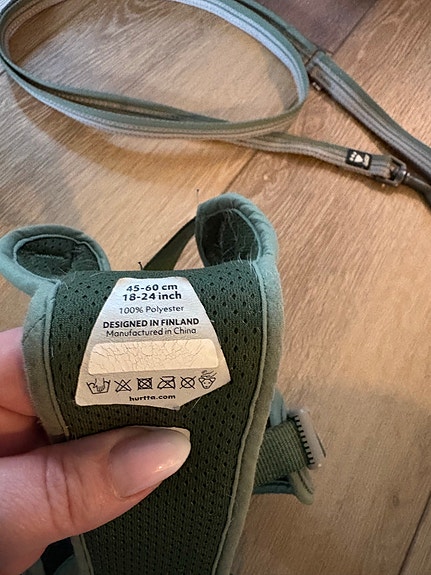 45-60 cm
18-24 inch
100% Polyester
DESIGNED IN FINLAND
Manufactured in China
hurtta.com